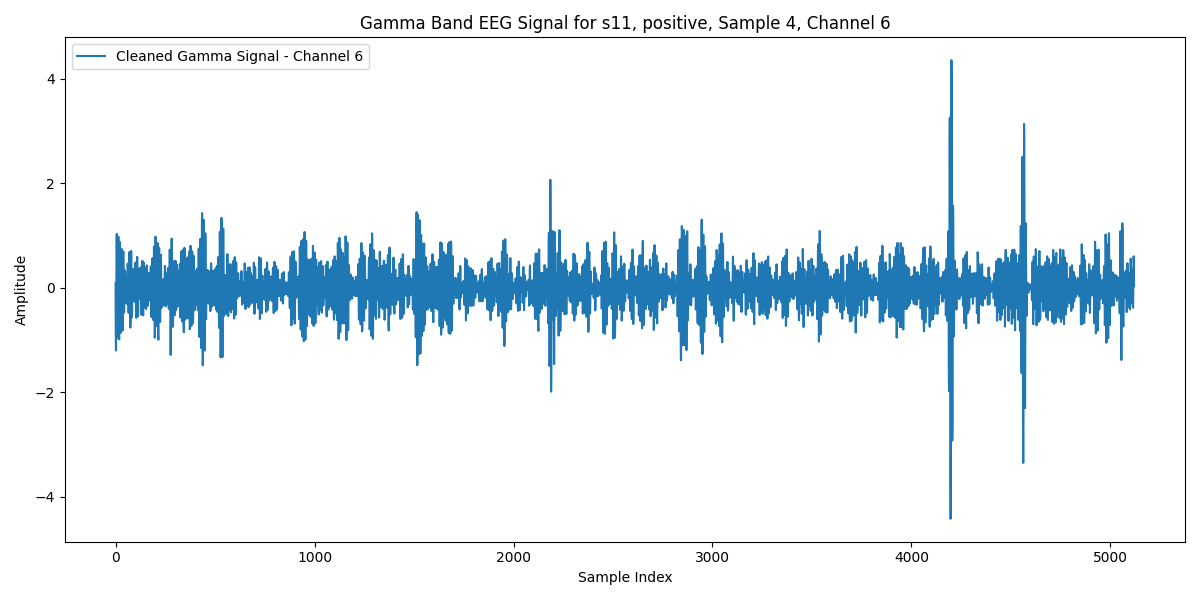 Gamma Band EEG Signal for s11, positive, Sample 4, Channel 6
Cleaned Gamma Signal - Channel 6
Amplitude
4
2
0
−2
−4
0 1000 2000 3000 4000 5000
Sample Index